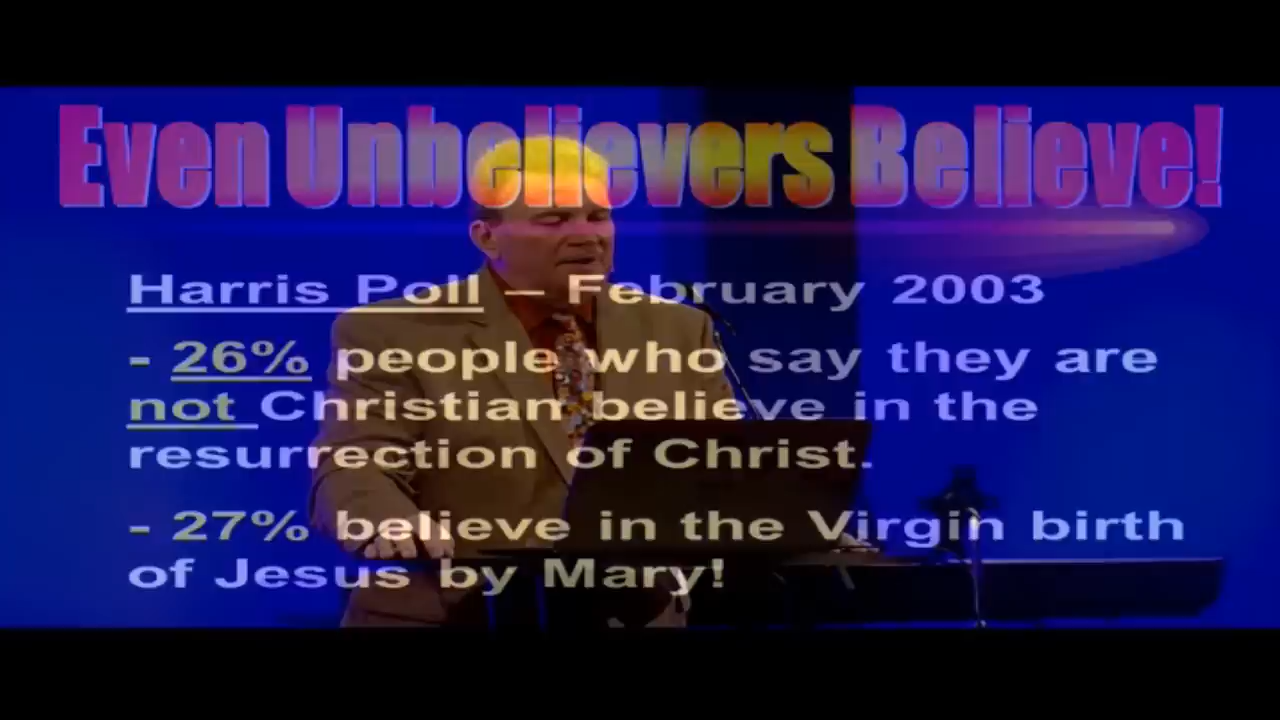 Even Unbelievers Believe!
Harris Poll – February 2003
- 26% people who say they are
not Christian believe in the
resurrection of Christ.
- 27% believe in the Virgin birth
of Jesus by Mary!